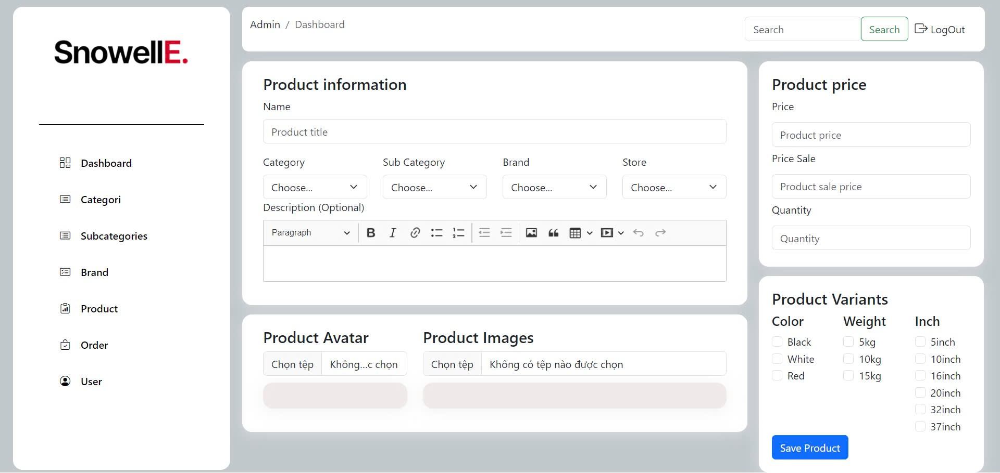 SnowellE.
Dashboard
Categori
Subcategories
Brand
Product
Order
User
Admin / Dashboard
Search Search LogOut
Product information
Name
Product title
Category Sub Category Brand Store
Choose... Choose... Choose... Choose...
Description (Optional)
Paragraph
Product Avatar Product Images
Chọn tệp Không...c chọn Chọn tệp Không có tệp nào được chọn
Product price
Price
Product price
Price Sale
Product sale price
Quantity
Quantity
Product Variants
Color Weight Inch
Black 5kg 5inch
White 10kg 10inch
Red 15kg 16inch
20inch
32inch
37inch
Save Product